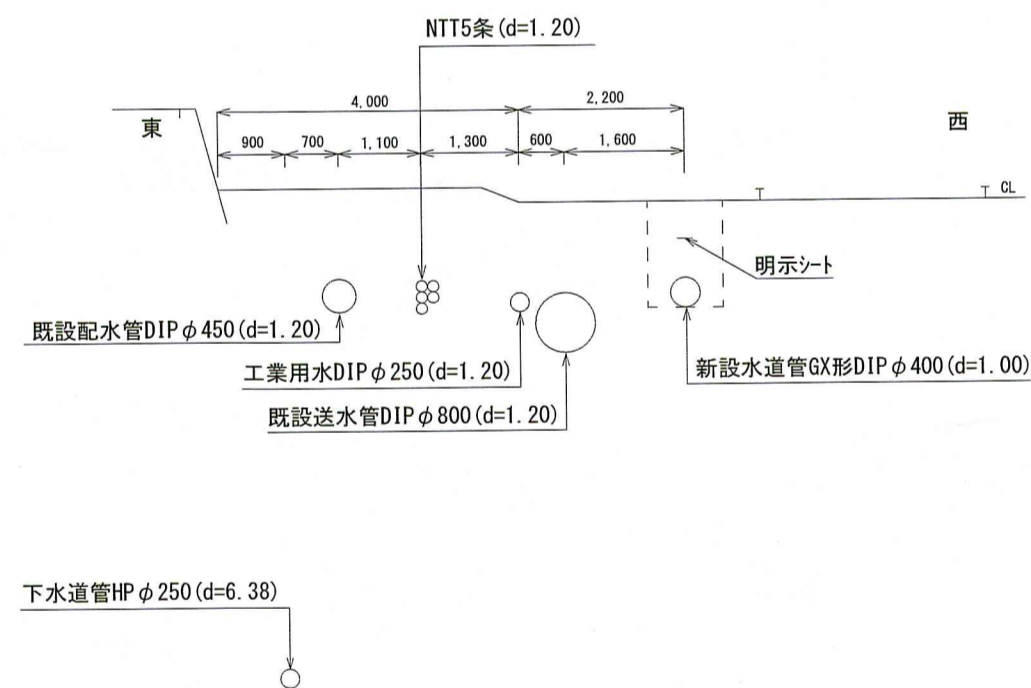 NTT5条(d=1.20)
4,000
2,200
東
西
900
700
1,100
1,300
600
1,600
CL
明示シート
既設配水管DIPφ450(d=1.20)
工業用水DIPφ250(d=1.20)
新設水道管GX形DIPφ400(d=1.00)
既設送水管DIPφ800(d=1.20)
下水道管HPφ250(d=6.38)